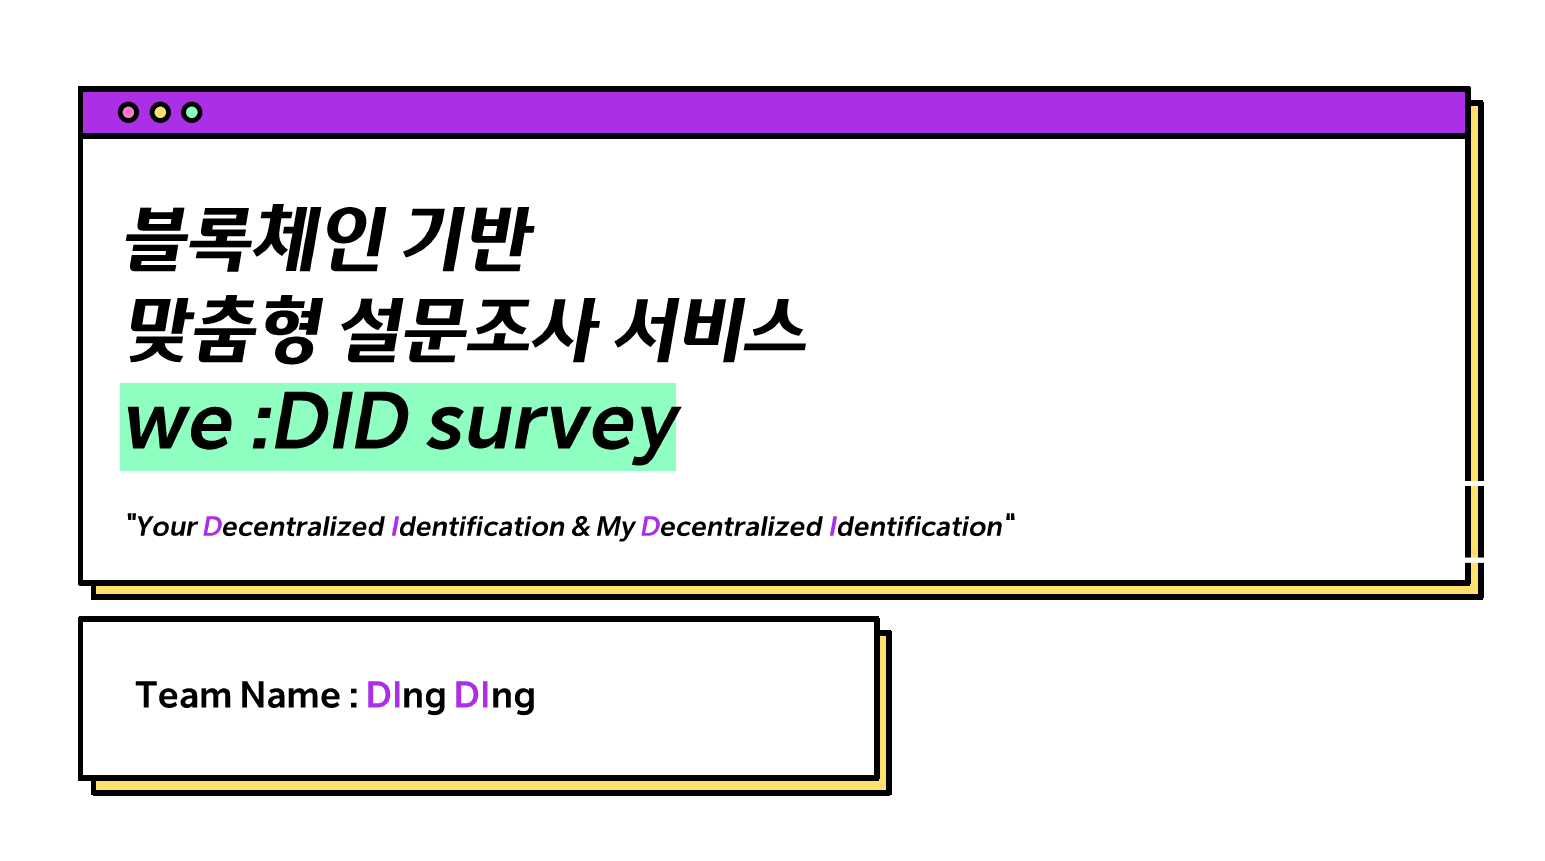 블록체인 기반
맞춤형 설문조사 서비스
we :DID survey
"Your Decentralized Identification & My Decentralized Identification"
Team Name : DIng DIng